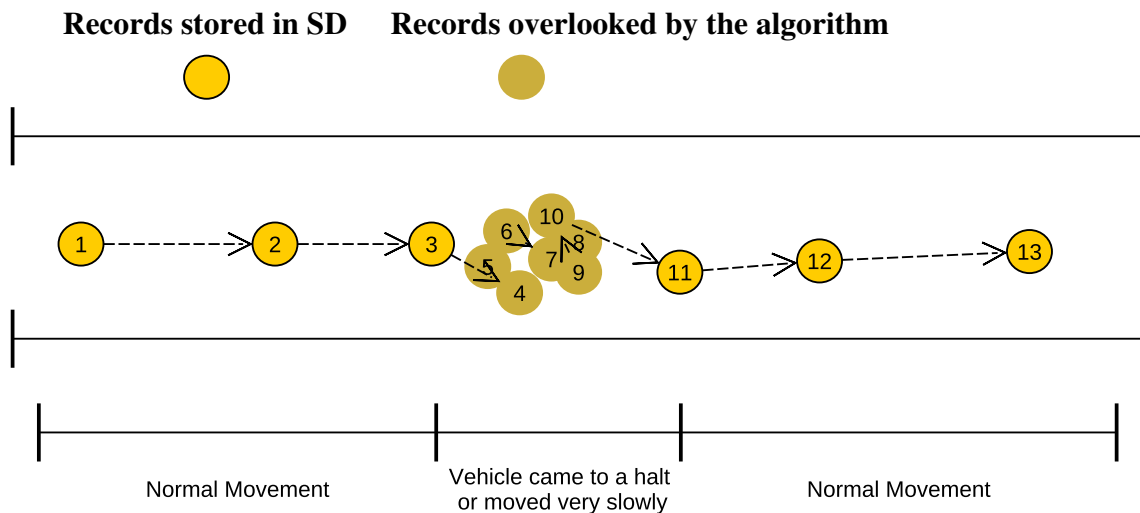 Records stored in SD
Records overlooked by the algorithm
1
2
3
4
5
6
7
8
9
10
11
12
13
Normal Movement
Vehicle came to a halt
or moved very slowly
Normal Movement